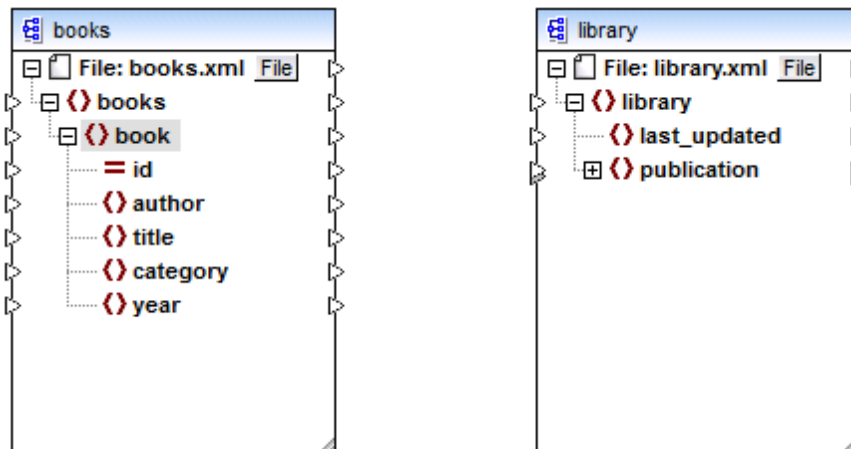 books
File: books.xml File
books
book
id
author
title
category
year
library
File: library.xml File
library
last_updated
publication